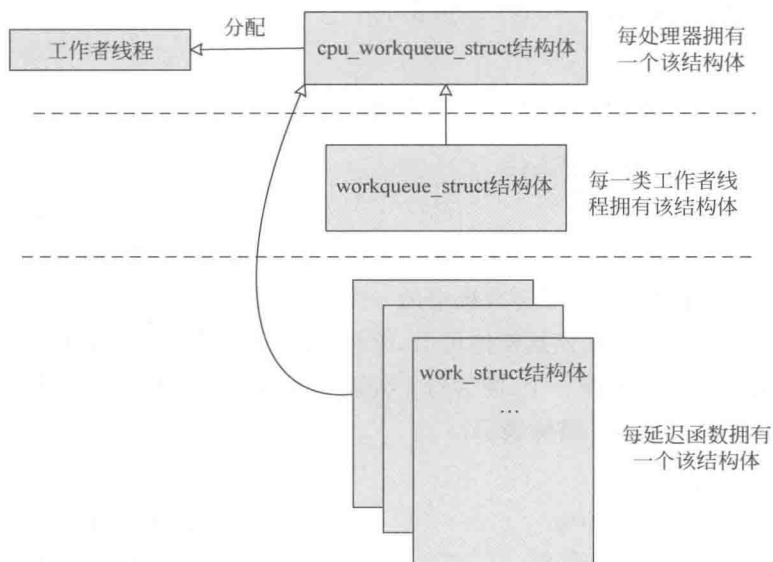 分配
工作者线程
cpu_workqueue_struct结构体
每处理器拥有
一个该结构体
workqueue_struct结构体
每一类工作者线
程拥有该结构体
work_struct结构体
…
每延迟函数拥有
一个该结构体